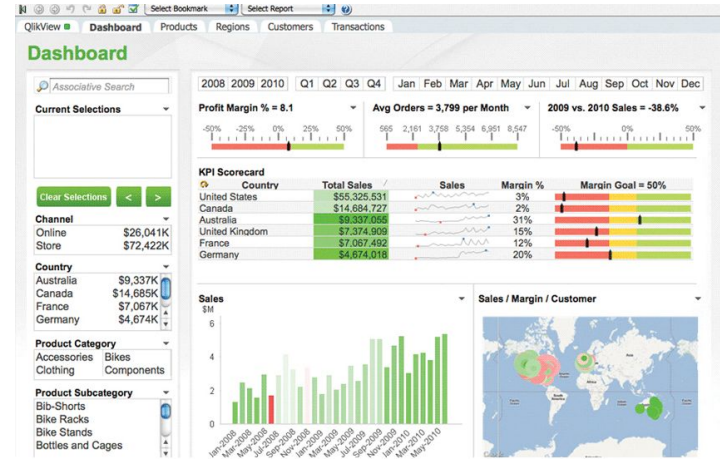 Select Bookmark Select Report
QlikView Dashboard Products Regions Customers Transactions
Dashboard
Associative Search
Current Selections
Clear Selections < >
Channel
Online $26,041K
Store $72,422K
Country
Australia $9,337K
Canada $14,685K
France $7,067K
Germany $4,674K
Product Category
Accessories Bikes
Clothing Components
Product Subcategory
Bib-Shorts
Bike Racks
Bike Stands
Bottles and Cages
2008 2009 2010 Q1 Q2 Q3 Q4 Jan Feb Mar Apr May Jun Jul Aug Sep Oct Nov Dec
Profit Margin % = 8.1
-50% -25% 0% 25% 50%
Avg Orders = 3,799 per Month
565 2,161 3,758 5,354 6,951 8,547
2009 vs. 2010 Sales = -38.6%
-50% 0% 50%
KPI Scorecard
Country Total Sales Sales Margin % Margin Goal = 50%
United States $55,325,531 3%
Canada $14,684,727 2%
Australia $9,337,055 31%
United Kingdom $7,374,909 15%
France $7,067,492 12%
Germany $4,674,018 20%
Sales
$M
6
4
2
0
Jan-2008 Mar-2008 May-2008 Jul-2008 Sep-2008 Nov-2008 Jan-2009 Mar-2009 May-2009 Jul-2009 Sep-2009 Nov-2009 Jan-2010 Mar-2010 May-2010
Sales / Margin / Customer
Asia
Africa
South
America